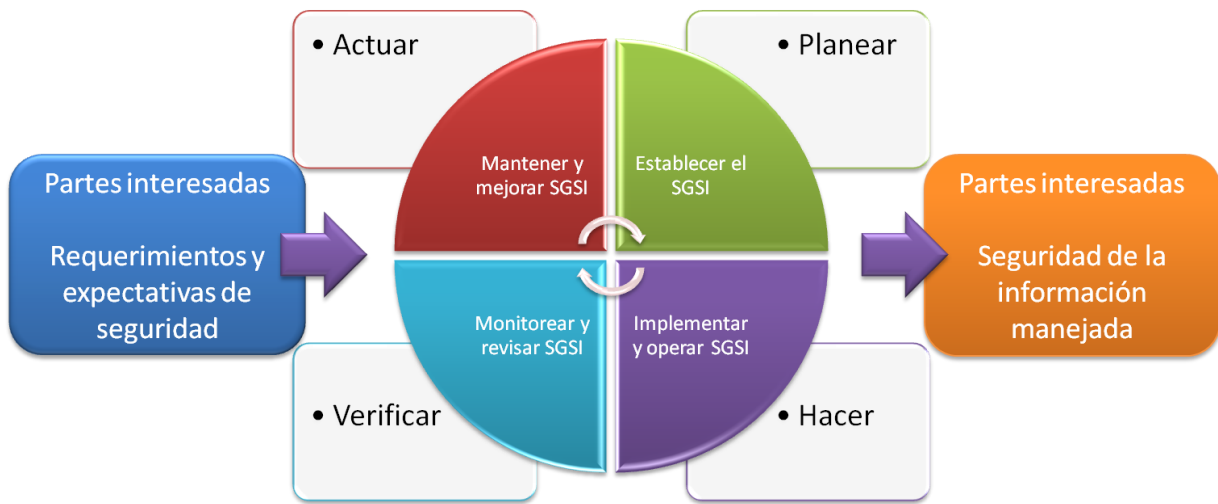 • Actuar
• Planear
Partes interesadas
Requerimientos y
expectativas de
seguridad
Mantener y
mejorar SGSI
Establecer el
SGSI
Monitorear y
revisar SGSI
Implementar
y operar SGSI
Partes interesadas
Seguridad de la
información
manejada
• Verificar
• Hacer